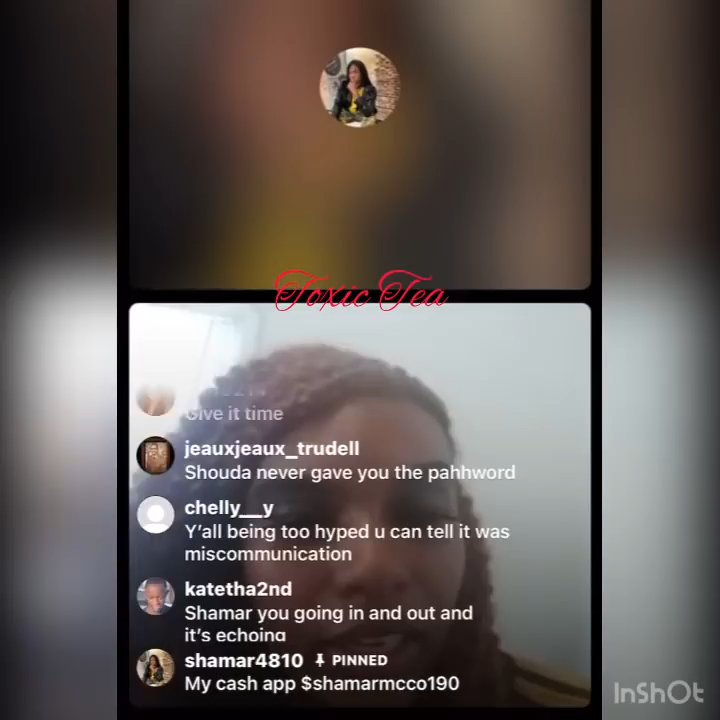 Toxic Tea
Give it time
jeauxjeaux_trudell
Shouda never gave you the pahhword
chelly__y
Y'all being too hyped u can tell it was
miscommunication
katetha2nd
Shamar you going in and out and
it's echoing
shamar4810 PINNED
My cash app $shamarmcco190
InShOt